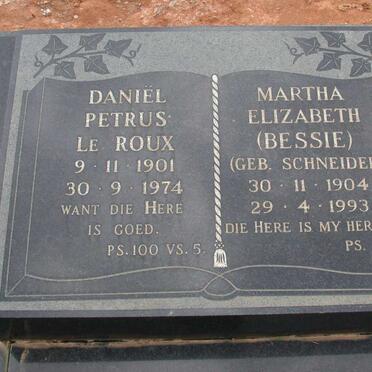 DANIËL
PETRUS
LE ROUX
9 · 11 · 1901
30 · 9 · 1974
WANT DIE HERE
IS GOED.
PS. 100 VS. 5.
MARTHA
ELIZABETH
(BESSIE)
(GEB. SCHNEIDER
30 · 11 · 1904
29 · 4 · 1993
DIE HERE IS MY HER
PS.